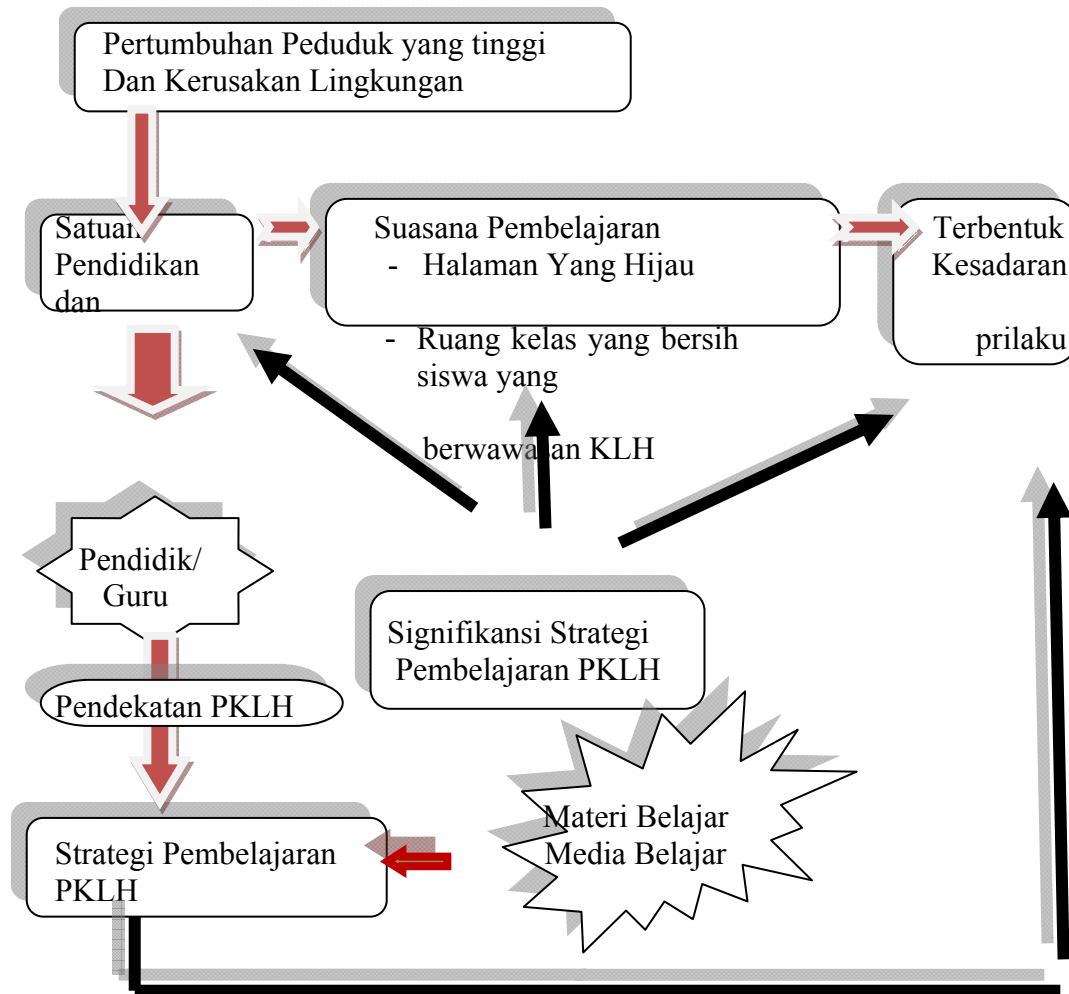 Pertumbuhan Peduduk yang tinggi
Dan Kerusakan Lingkungan
Satuan
Pendidikan
dan
Suasana Pembelajaran
- Halaman Yang Hijau
- Ruang kelas yang bersih
siswa yang
berwawasan KLH
Terbentuk
Kesadaran
prilaku
Pendidik/
Guru
Signifikansi Strategi
Pembelajaran PKLH
Pendekatan PKLH
Materi Belajar
Media Belajar
Strategi Pembelajaran
PKLH